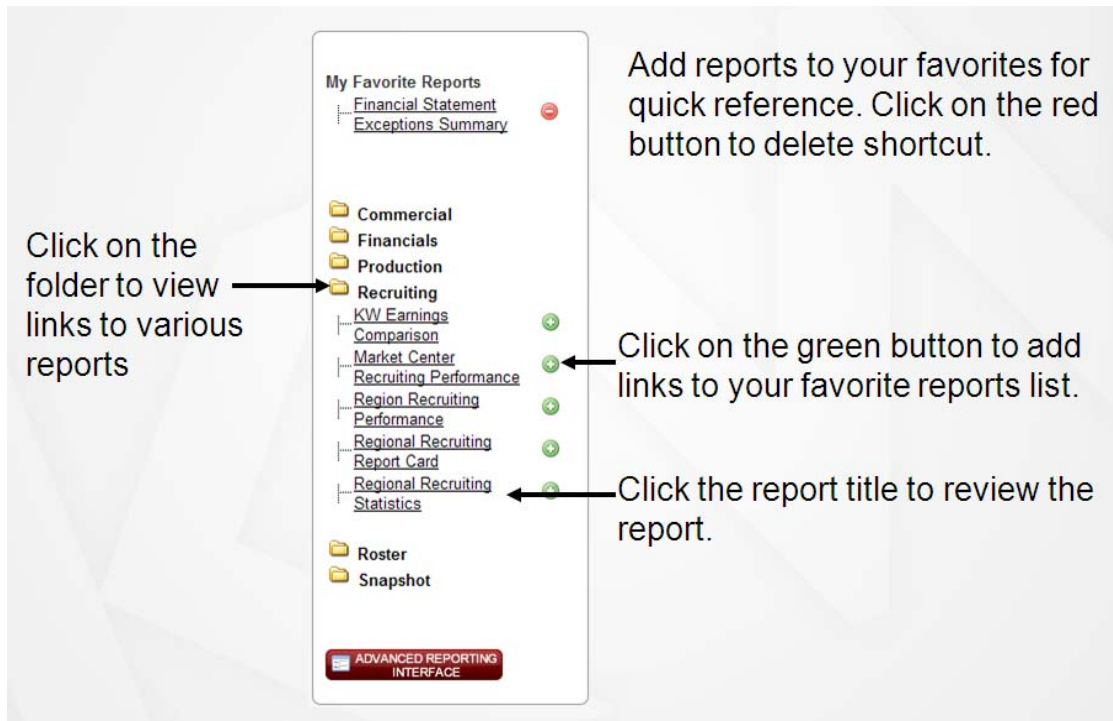 My Favorite Reports
Financial Statement
Exceptions Summary
Add reports to your favorites for
quick reference. Click on the red
button to delete shortcut.
Commercial
Financials
Production
Recruiting
Click on the
folder to view
links to various
reports
KW Earnings
Comparison
Market Center
Recruiting Performance
Region Recruiting
Performance
Regional Recruiting
Report Card
Regional Recruiting
Statistics
Click on the green button to add
links to your favorite reports list.
Click the report title to review the
report.
Roster
Snapshot
ADVANCED REPORTING
INTERFACE